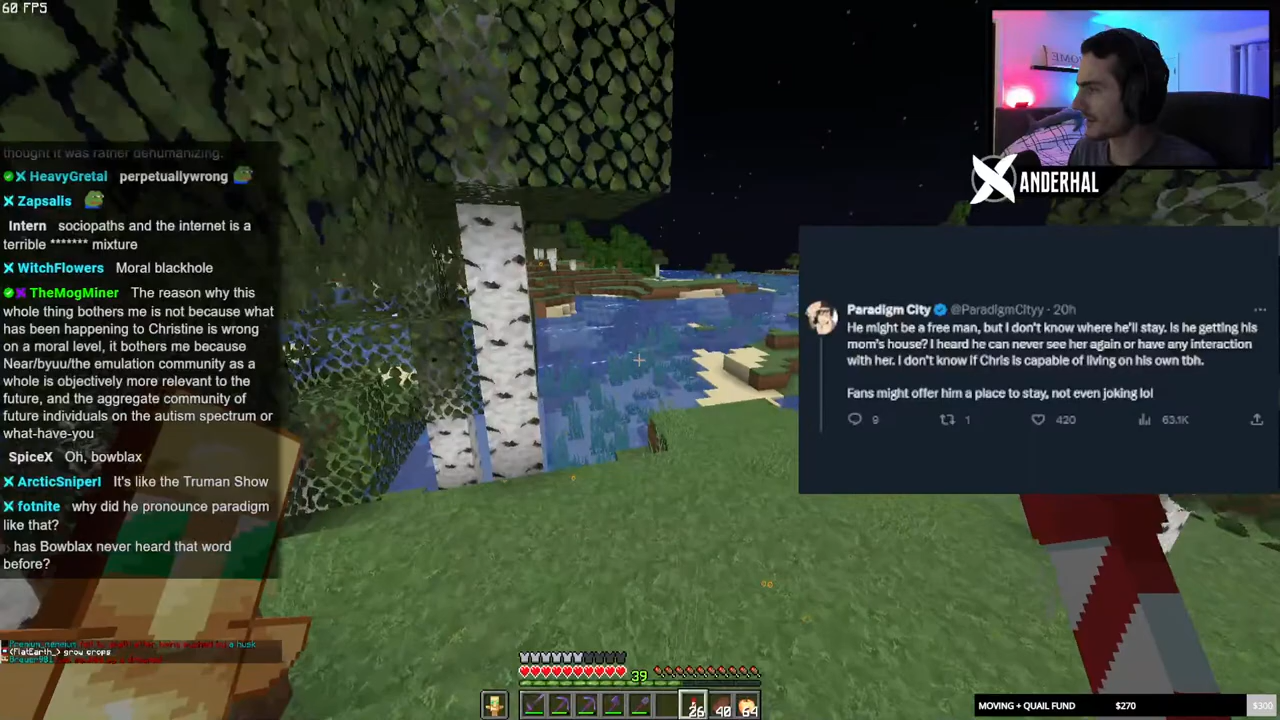 60 FPS
thought it was rather dehumanizing.
HeavyGretal perpetuallywrong
Zapsalis
Intern sociopaths and the internet is a
terrible ******* mixture
WitchFlowers Moral blackhole
TheMogMiner The reason why this
whole thing bothers me is not because what
has been happening to Christine is wrong
on a moral level, it bothers me because
Near/byuu/the emulation community as a
whole is objectively more relevant to the
future, and the aggregate community of
future individuals on the autism spectrum or
what-have-you
SpiceX Oh, bowblax
ArcticSniperI It's like the Truman Show
fotnite why did he pronounce paradigm
like that?
has Bowblax never heard that word
before?
<FlatEarth_> grow crops
HOME
ANDERHAL
Paradigm City @ParadigmCityy · 20h
He might be a free man, but I don't know where he'll stay. Is he getting his
mom's house? I heard he can never see her again or have any interaction
with her. I don't know if Chris is capable of living on his own tbh.
Fans might offer him a place to stay, not even joking lol
9 1 420 63.1K
39
26 40 64
MOVING + QUAIL FUND $270 $300